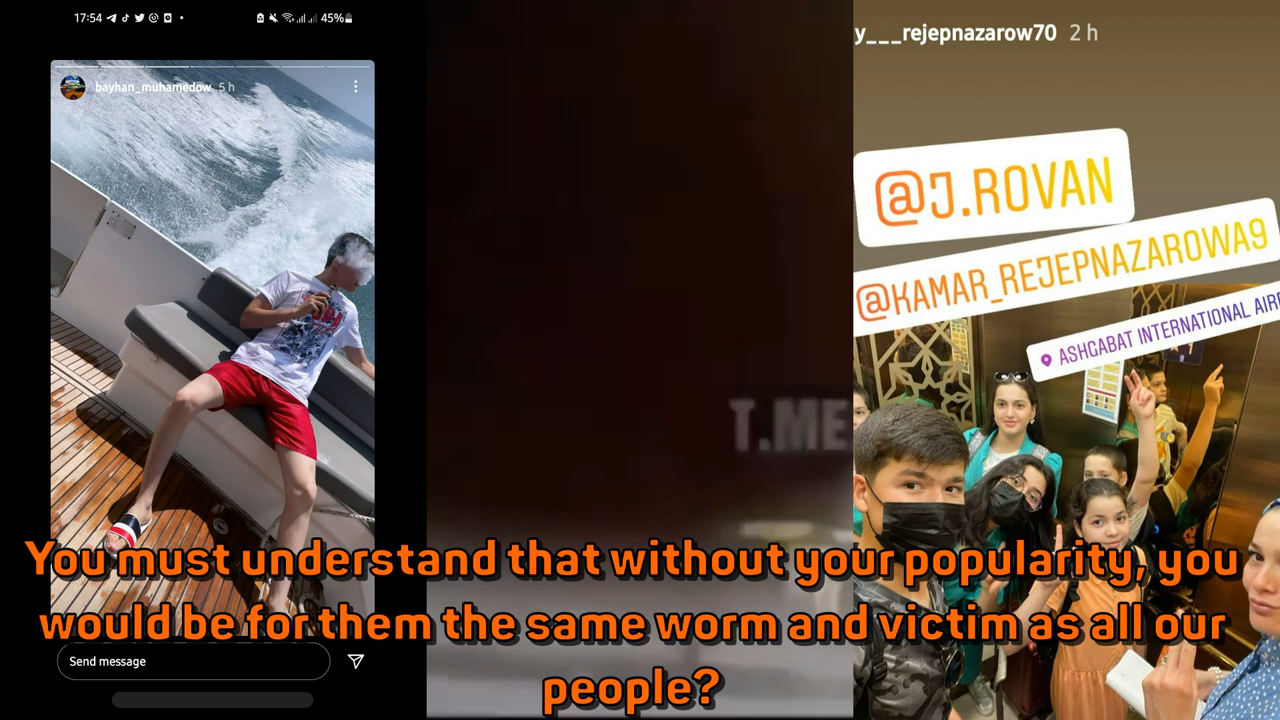 17:54
45%
bayhan_muhamedow 5 h
y___rejepnazarow70 2 h
@J.ROVAN
@KAMAR_REJEPNAZAROWA9
ASHGABAT INTERNATIONAL
T.ME
You must understand that without your popularity, you
would be for them the same worm and victim as all our
people?
Send message